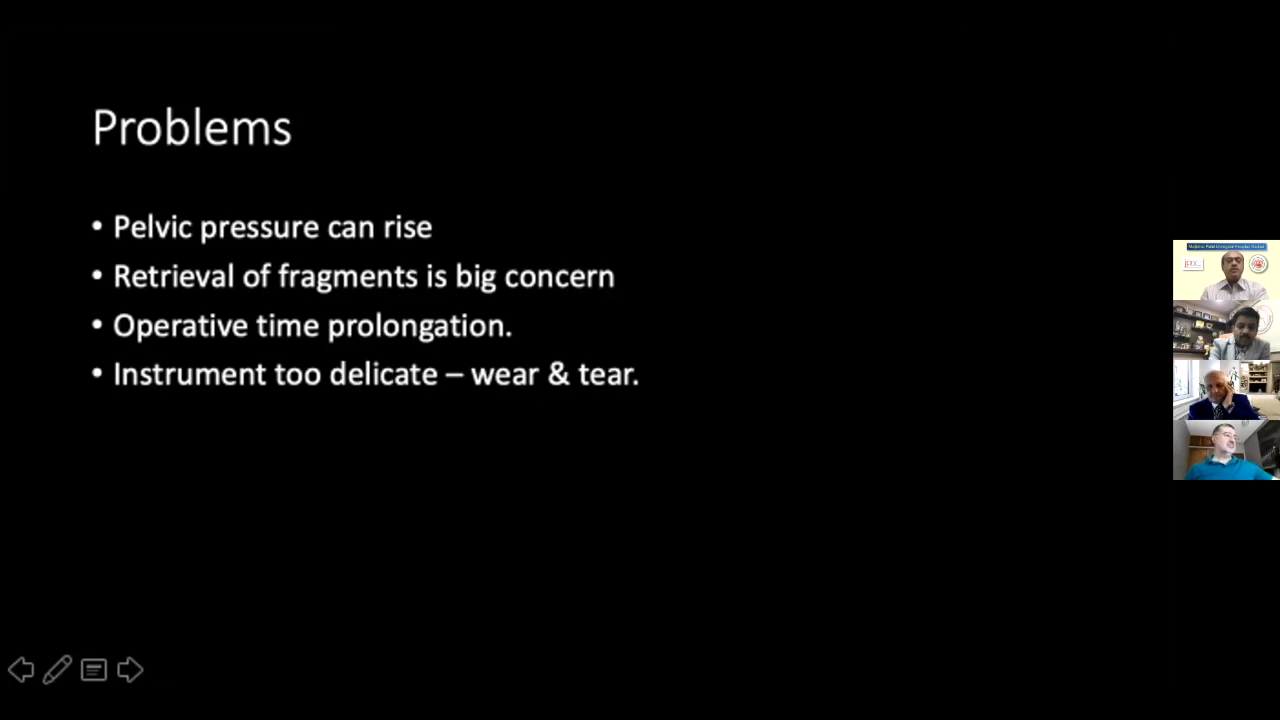 Problems
• Pelvic pressure can rise
• Retrieval of fragments is big concern
• Operative time prolongation.
• Instrument too delicate – wear & tear.